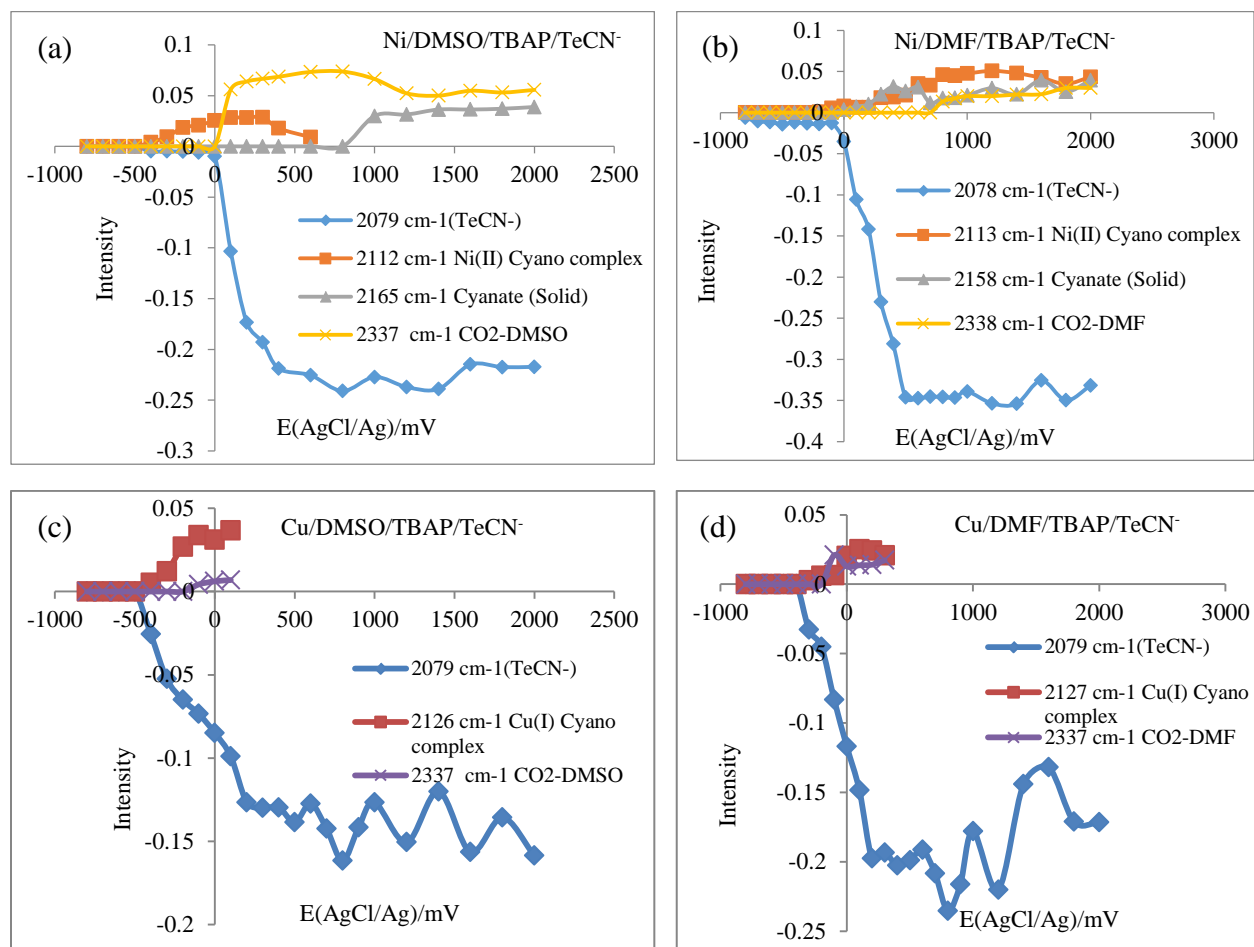 (a)
Ni/DMSO/TBAP/TeCN⁻
0.1
0.05
0
-0.05
-0.1
-0.15
-0.2
-0.25
-0.3
-1000 -500 0 500 1000 1500 2000 2500
Intensity
2079 cm-1(TeCN-)
2112 cm-1 Ni(II) Cyano complex
2165 cm-1 Cyanate (Solid)
2337 cm-1 CO2-DMSO
E(AgCl/Ag)/mV
(b)
Ni/DMF/TBAP/TeCN⁻
0.1
0.05
0
-0.05
-0.1
-0.15
-0.2
-0.25
-0.3
-0.35
-0.4
-1000 0 1000 2000 3000
Intensity
2078 cm-1(TeCN-)
2113 cm-1 Ni(II) Cyano complex
2158 cm-1 Cyanate (Solid)
2338 cm-1 CO2-DMF
E(AgCl/Ag)/mV
(c)
Cu/DMSO/TBAP/TeCN⁻
0.05
0
-0.05
-0.1
-0.15
-0.2
-1000 -500 0 500 1000 1500 2000 2500
Intensity
2079 cm-1(TeCN-)
2126 cm-1 Cu(I) Cyano
complex
2337 cm-1 CO2-DMSO
E(AgCl/Ag)/mV
(d)
Cu/DMF/TBAP/TeCN⁻
0.05
0
-0.05
-0.1
-0.15
-0.2
-0.25
-1000 0 1000 2000 3000
Intensity
2079 cm-1(TeCN-)
2127 cm-1 Cu(I) Cyano
complex
2337 cm-1 CO2-DMF
E(AgCl/Ag)/mV